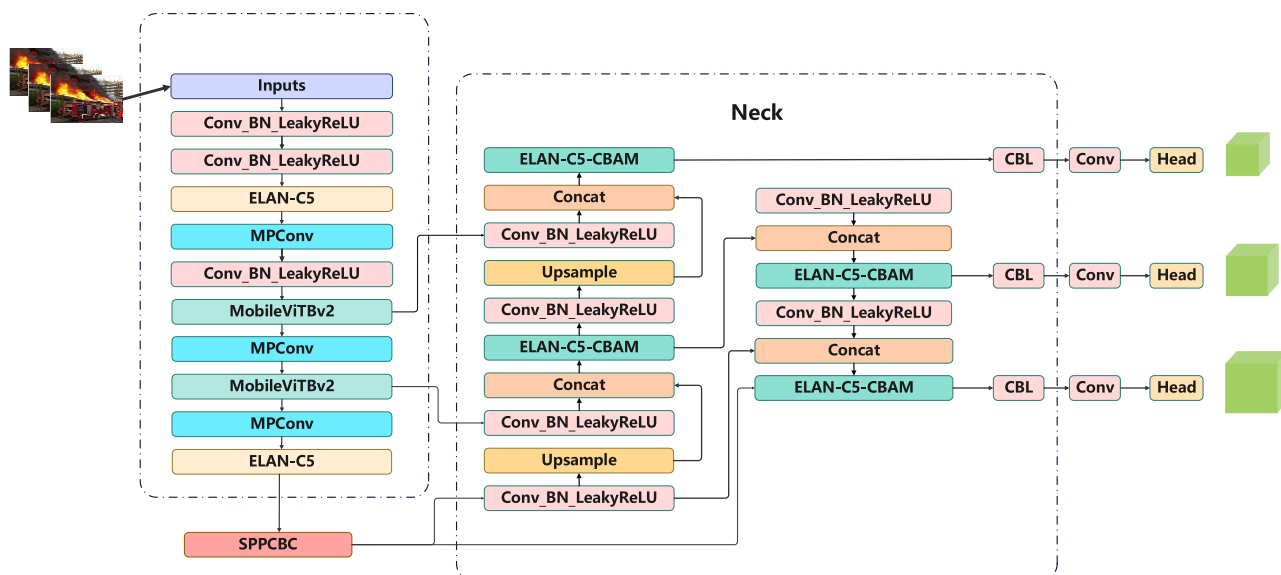 Inputs
Conv_BN_LeakyReLU
Conv_BN_LeakyReLU
ELAN-C5
MPConv
Conv_BN_LeakyReLU
MobileViTBv2
MPConv
MobileViTBv2
MPConv
ELAN-C5
SPPCBC
Neck
ELAN-C5-CBAM
Concat
Conv_BN_LeakyReLU
Upsample
Conv_BN_LeakyReLU
ELAN-C5-CBAM
Concat
Conv_BN_LeakyReLU
Upsample
Conv_BN_LeakyReLU
Conv_BN_LeakyReLU
Concat
ELAN-C5-CBAM
Conv_BN_LeakyReLU
Concat
ELAN-C5-CBAM
CBL
Conv
Head
CBL
Conv
Head
CBL
Conv
Head